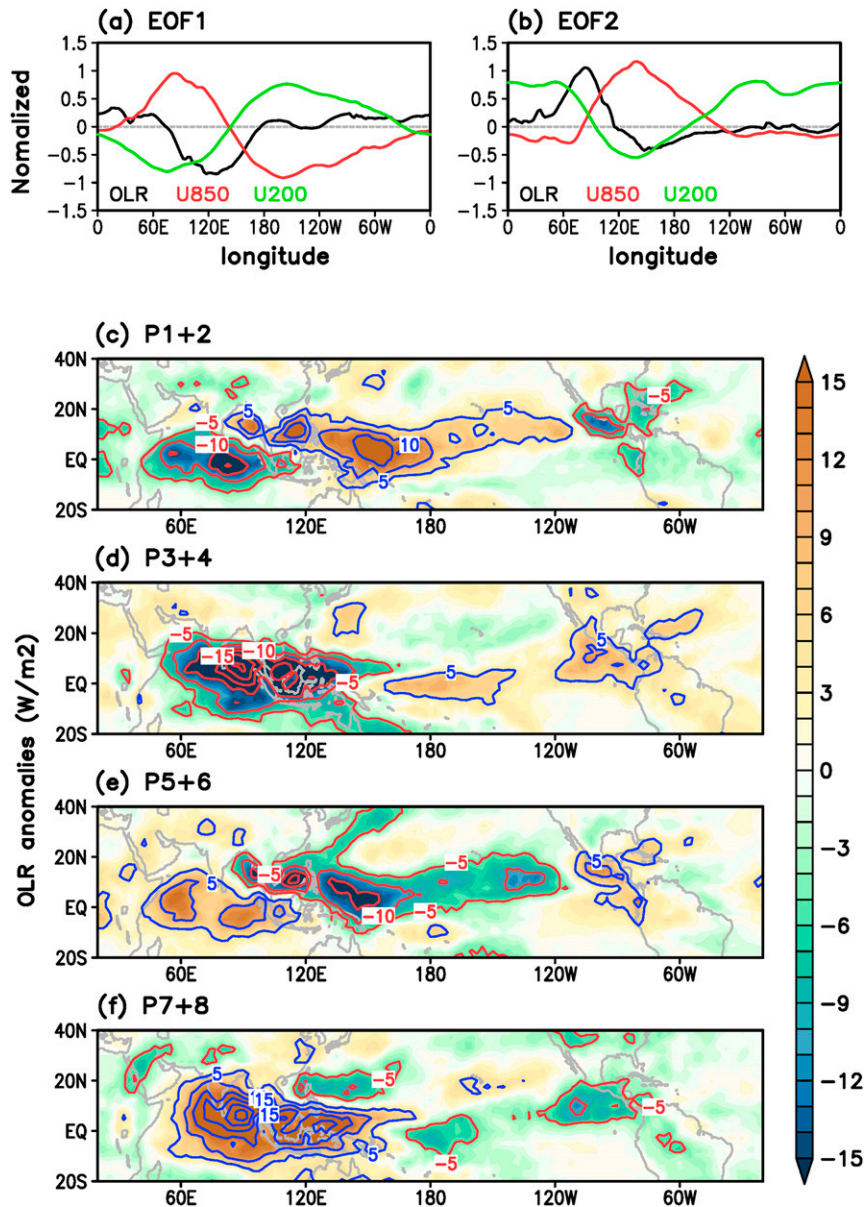 (a) EOF1
(b) EOF2
Nomalized
1.5
1
0.5
0
-0.5
-1
-1.5
OLR U850 U200
0 60E 120E 180 120W 60W 0
longitude
1.5
1
0.5
0
-0.5
-1
-1.5
OLR U850 U200
0 60E 120E 180 120W 60W 0
longitude
OLR anomalies (W/m2)
(c) P1+2
40N
20N
EQ
20S
-5
5
-10
5
10
5
-5
60E 120E 180 120W 60W
(d) P3+4
40N
20N
EQ
20S
-5
-10
-15
-5
5
5
60E 120E 180 120W 60W
(e) P5+6
40N
20N
EQ
20S
5
-5
-5
-10
-5
5
60E 120E 180 120W 60W
(f) P7+8
40N
20N
EQ
20S
5
15
15
-5
5
5
-5
-5
60E 120E 180 120W 60W
15
12
9
6
3
0
-3
-6
-9
-12
-15